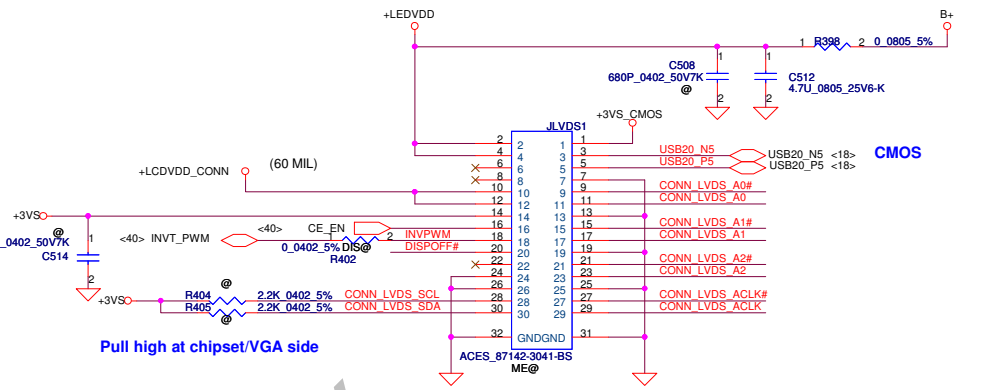 +LEDVDD
B+
1 R398 2 0_0805_5%
1
C508
680P_0402_50V7K
@
2
1
C512
4.7U_0805_25V6-K
2
+3VS_CMOS
JLVDS1
CMOS
(60 MIL)
+LCDVDD_CONN
2 2 1 1
4 4 3 3 USB20_N5 USB20_N5 <18>
6 6 5 5 USB20_P5 USB20_P5 <18>
8 8 7 7
10 10 9 9 CONN_LVDS_A0#
12 12 11 11 CONN_LVDS_A0
+3VS 14 14 13 13
CE_EN 16 16 15 15 CONN_LVDS_A1#
<40> INVT_PWM <40> 1 2 INVPWM 18 18 17 17 CONN_LVDS_A1
0_0402_5% DIS@ DISPOFF# 20 20 19 19
R402 22 22 21 21 CONN_LVDS_A2#
24 24 23 23 CONN_LVDS_A2
26 26 25 25
28 28 27 27 CONN_LVDS_ACLK#
30 30 29 29 CONN_LVDS_ACLK
32 GND GND 31
@
_0402_50V7K
1
C514
2
+3VS
@
R404 2.2K_0402_5% CONN_LVDS_SCL
R405 2.2K_0402_5% CONN_LVDS_SDA
@
Pull high at chipset/VGA side
ACES_87142-3041-BS
ME@